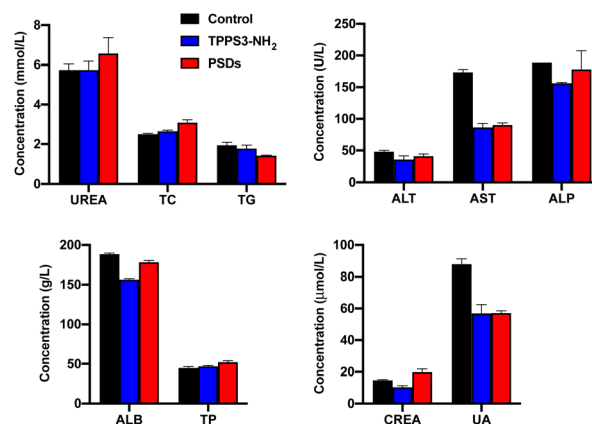 Control
TPPS3-NH2
PSDs
Concentration (mmol/L)
8
6
4
2
0
UREA TC TG
Concentration (U/L)
250
200
150
100
50
0
ALT AST ALP
Concentration (g/L)
200
150
100
50
0
ALB TP
Concentration (μmol/L)
100
80
60
40
20
0
CREA UA